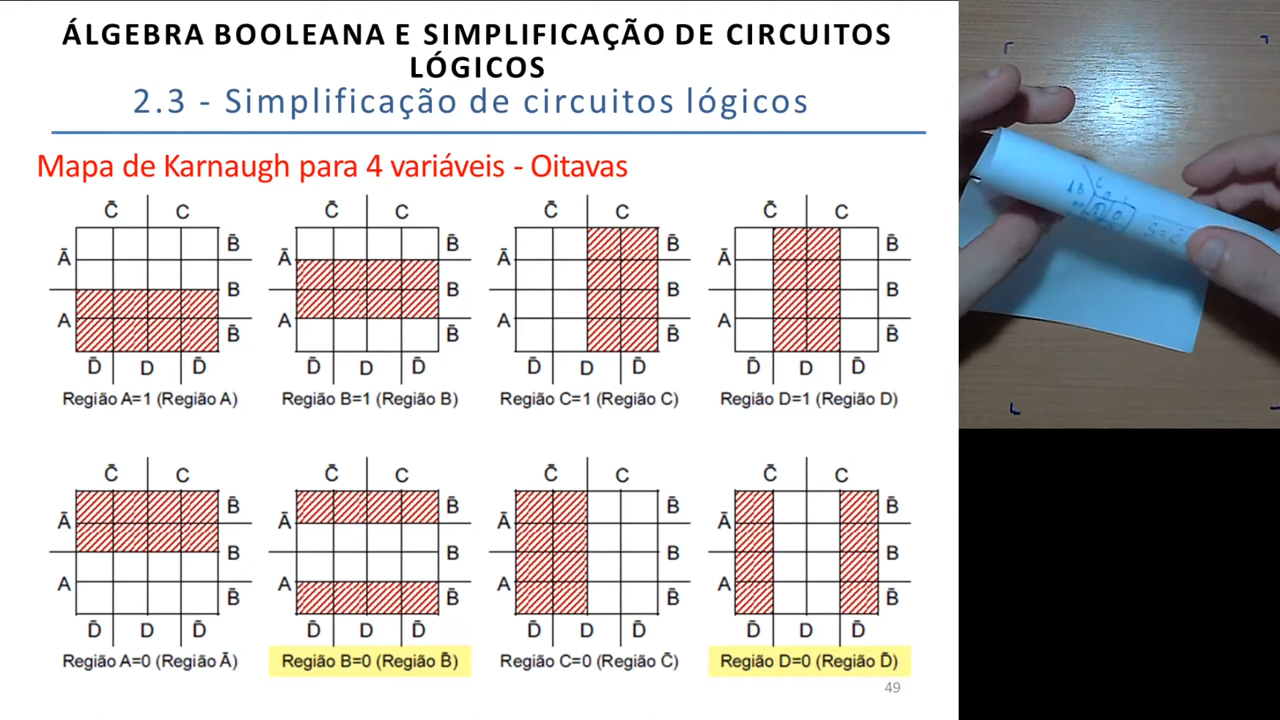 ÁLGEBRA BOOLEANA E SIMPLIFICAÇÃO DE CIRCUITOS
LÓGICOS
2.3 - Simplificação de circuitos lógicos
Mapa de Karnaugh para 4 variáveis - Oitavas
C̄ C C̄ C C̄ C C̄ C
B̄ B̄ B̄ B̄
Ā Ā Ā Ā
B B B B
A A A A
B̄ B̄ B̄ B̄
D̄ D D̄ D̄ D D̄ D̄ D D̄ D̄ D D̄
Região A=1 (Região A) Região B=1 (Região B) Região C=1 (Região C) Região D=1 (Região D)
C̄ C C̄ C C̄ C C̄ C
B̄ B̄ B̄ B̄
Ā Ā Ā Ā
B B B B
A A A A
B̄ B̄ B̄ B̄
D̄ D D̄ D̄ D D̄ D̄ D D̄ D̄ D D̄
Região A=0 (Região Ā) Região B=0 (Região B̄) Região C=0 (Região C̄) Região D=0 (Região D̄)
49